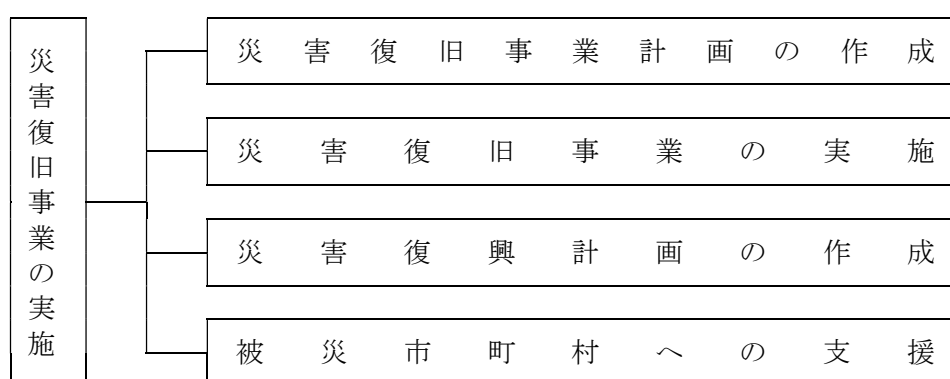 災害復旧事業の実施
災害復旧事業計画の作成
災害復旧事業の実施
災害復興計画の作成
被災市町村への支援